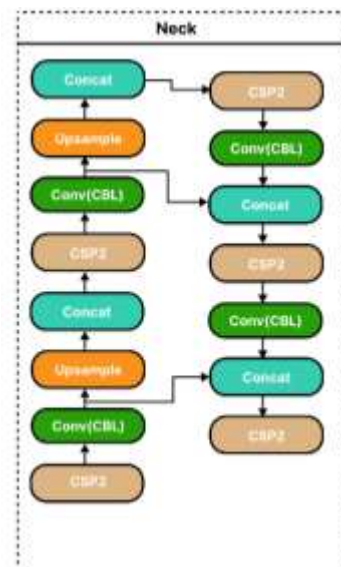 Neck
Concat
Upsample
Conv(CBL)
CSP2
Concat
Upsample
Conv(CBL)
CSP2
CSP2
Conv(CBL)
Concat
CSP2
Conv(CBL)
Concat
CSP2